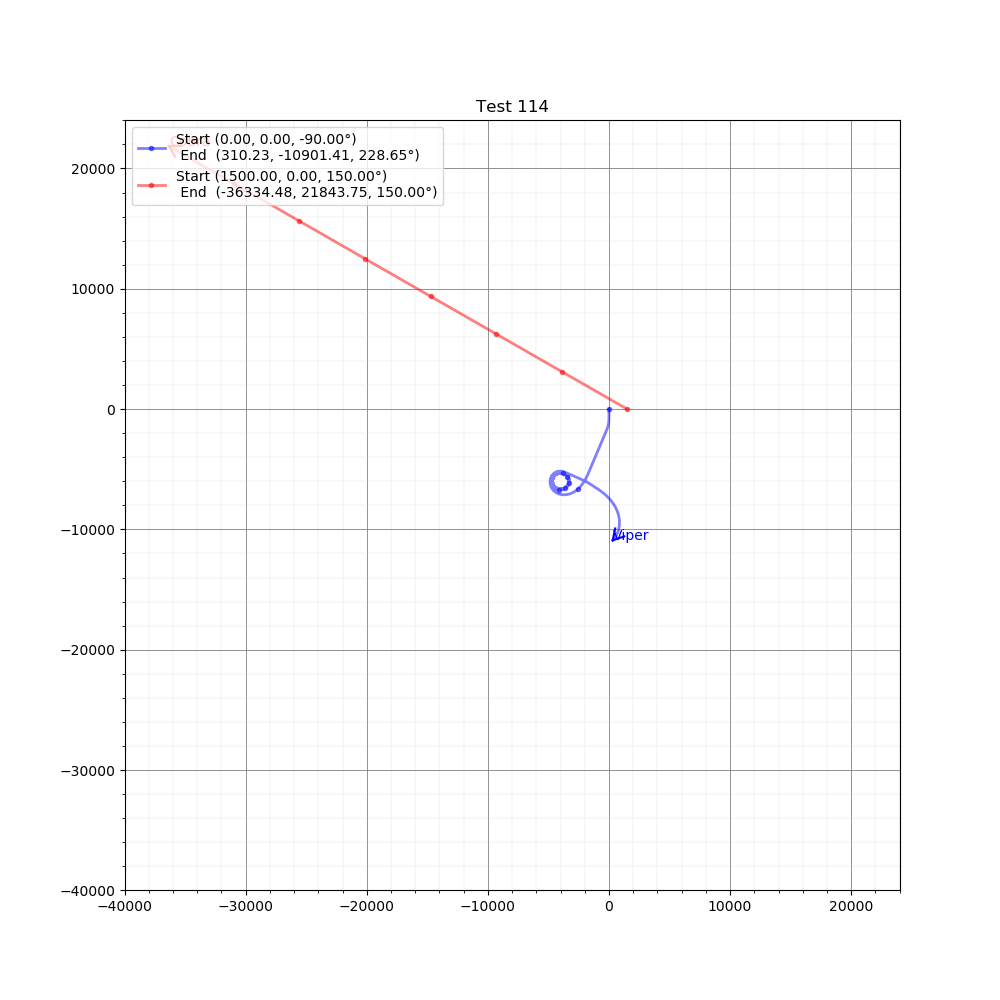 Test 114
Start (0.00, 0.00, -90.00°)
End (310.23, -10901.41, 228.65°)
Start (1500.00, 0.00, 150.00°)
End (-36334.48, 21843.75, 150.00°)
20000
10000
0
−10000
−20000
−30000
−40000
Viper
−40000 −30000 −20000 −10000 0 10000 20000